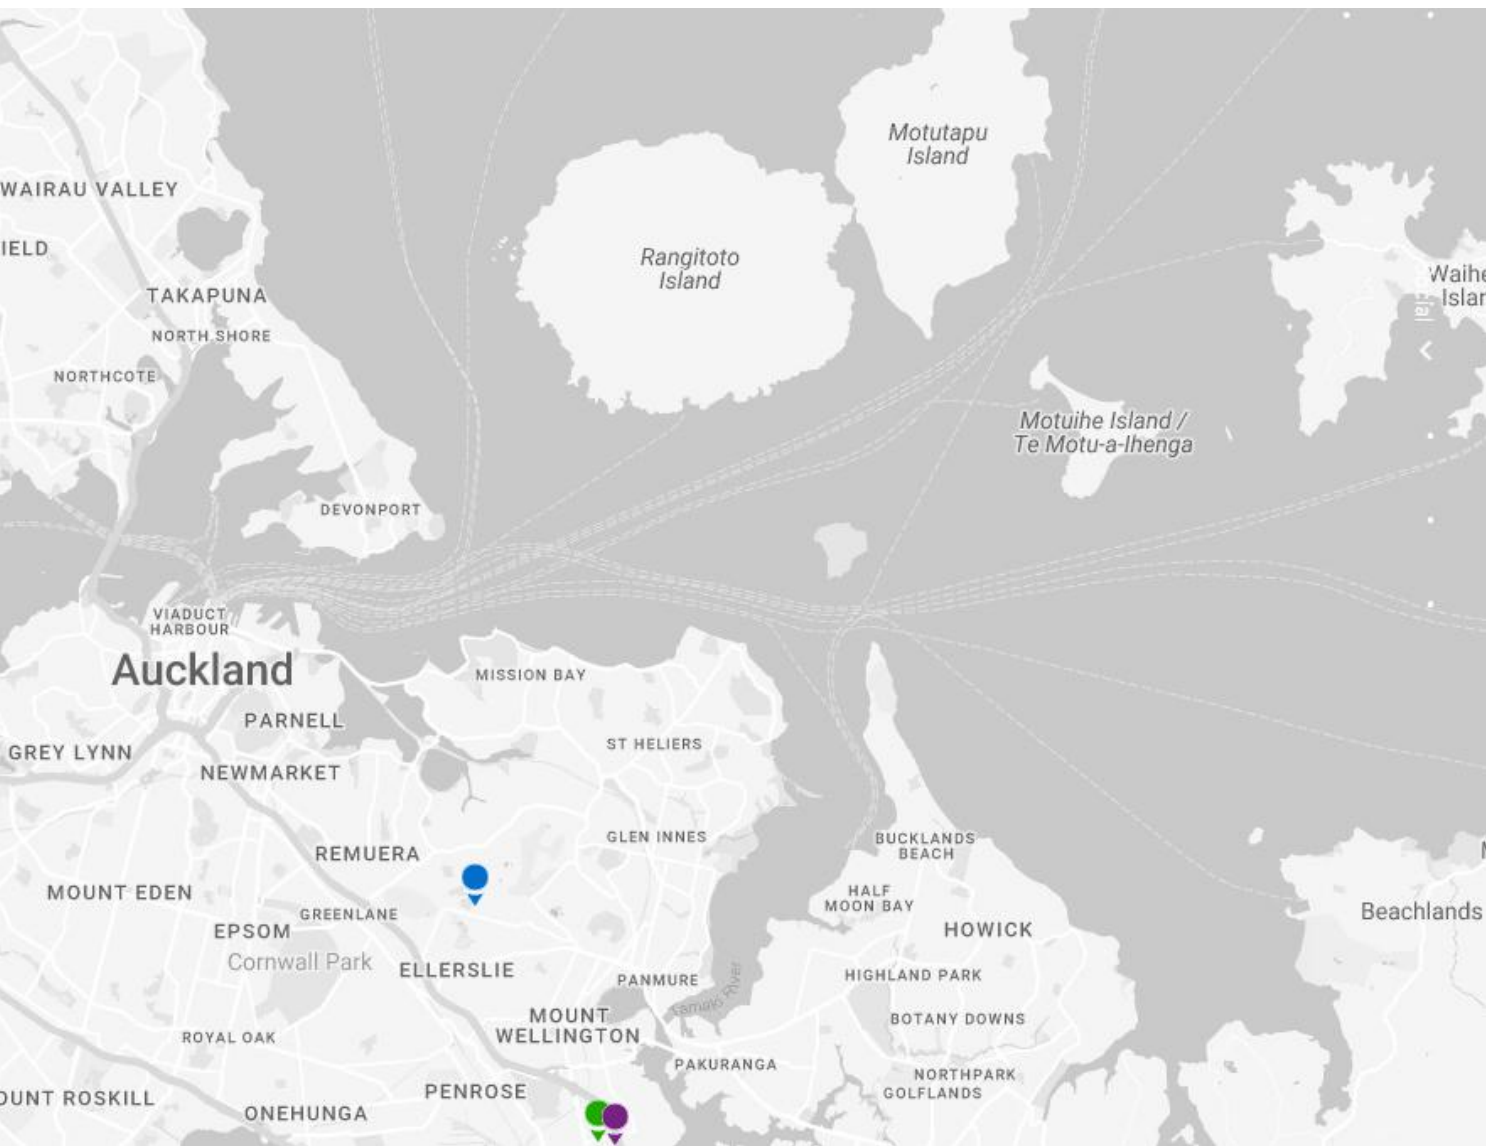 Motutapu
Island
WAIRAU VALLEY
IELD
Rangitoto
Island
Waihe
Islan
TAKAPUNA
NORTH SHORE
NORTHCOTE
Motuihe Island /
Te Motu-a-Ihenga
DEVONPORT
VIADUCT
HARBOUR
Auckland
MISSION BAY
PARNELL
ST HELIERS
GREY LYNN
NEWMARKET
GLEN INNES
BUCKLANDS
BEACH
REMUERA
MOUNT EDEN
HALF
MOON BAY
GREENLANE
Beachlands
EPSOM
HOWICK
Cornwall Park
ELLERSLIE
HIGHLAND PARK
PANMURE
Tamaki River
MOUNT
WELLINGTON
BOTANY DOWNS
ROYAL OAK
PAKURANGA
NORTHPARK
GOLFLANDS
PENROSE
OUNT ROSKILL
ONEHUNGA